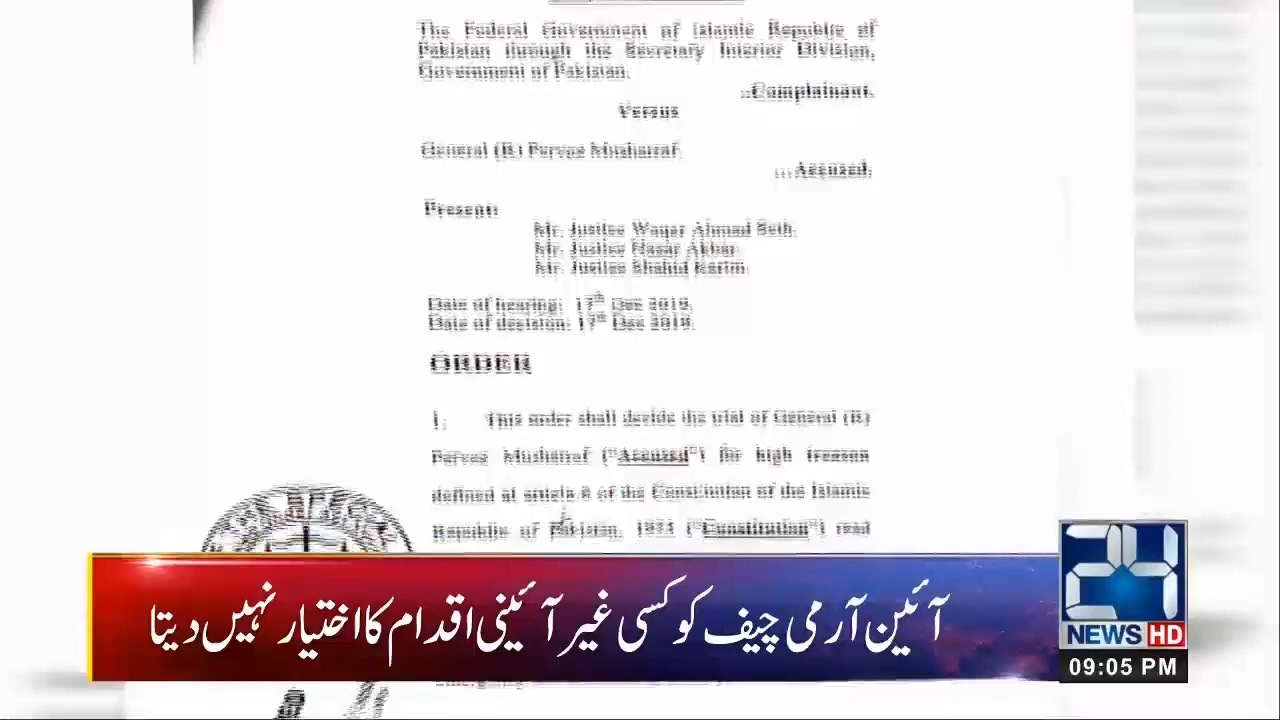 The Federal Government of Islamic Republic of
Pakistan through the Secretary Interior Division,
Government of Pakistan.
...Complainant.
Versus
General (R) Pervez Musharraf.
...Accused.
Present:
Mr. Justice Waqar Ahmad Seth.
Mr. Justice Nazar Akbar.
Mr. Justice Shahid Karim.
Date of hearing: 17th Dec 2019.
Date of decision: 17th Dec 2019.
ORDER
1. This order shall decide the trial of General (R)
Pervez Musharraf ("Accused") for high treason
defined at article 6 of the Constitution of the Islamic
Republic of Pakistan, 1973 ("Constitution") read
آئین آرمی چیف کو کسی غیر آئینی اقدام کا اختیار نہیں دیتا
24
NEWS HD
09:05 PM